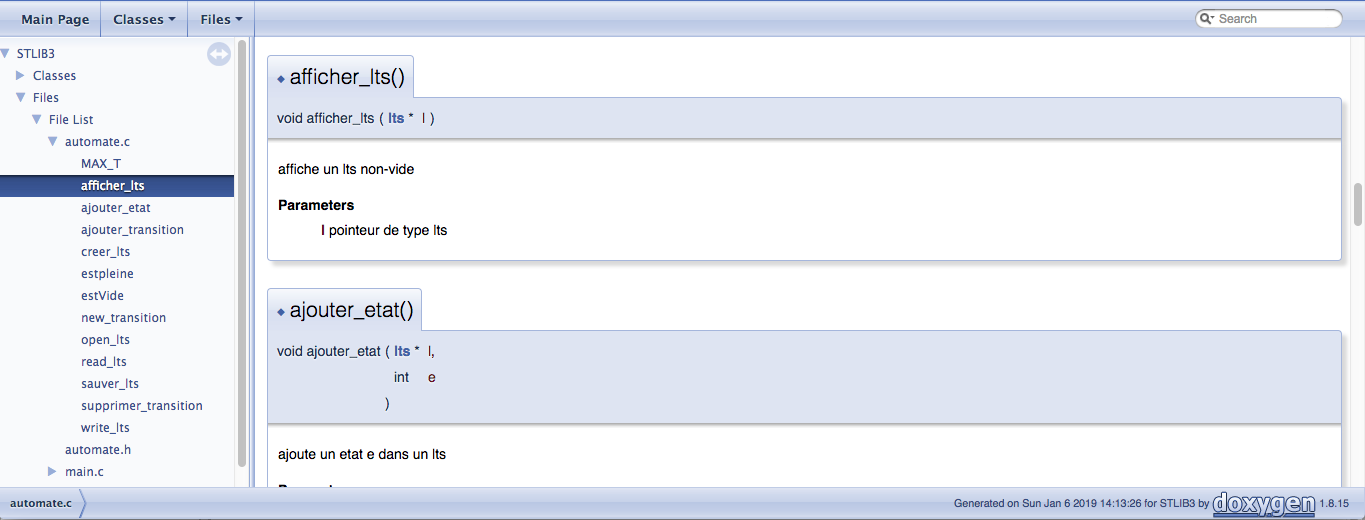 Main Page Classes Files Search
STLIB3
Classes
Files
File List
automate.c
MAX_T
afficher_lts
ajouter_etat
ajouter_transition
creer_lts
estpleine
estVide
new_transition
open_lts
read_lts
sauver_lts
supprimer_transition
write_lts
automate.h
main.c
afficher_lts()
void afficher_lts ( lts * l )
affiche un lts non-vide
Parameters
l pointeur de type lts
ajouter_etat()
void ajouter_etat ( lts * l,
int e
)
ajoute un etat e dans un lts
automate.c
Generated on Sun Jan 6 2019 14:13:26 for STLIB3 by doxygen 1.8.15